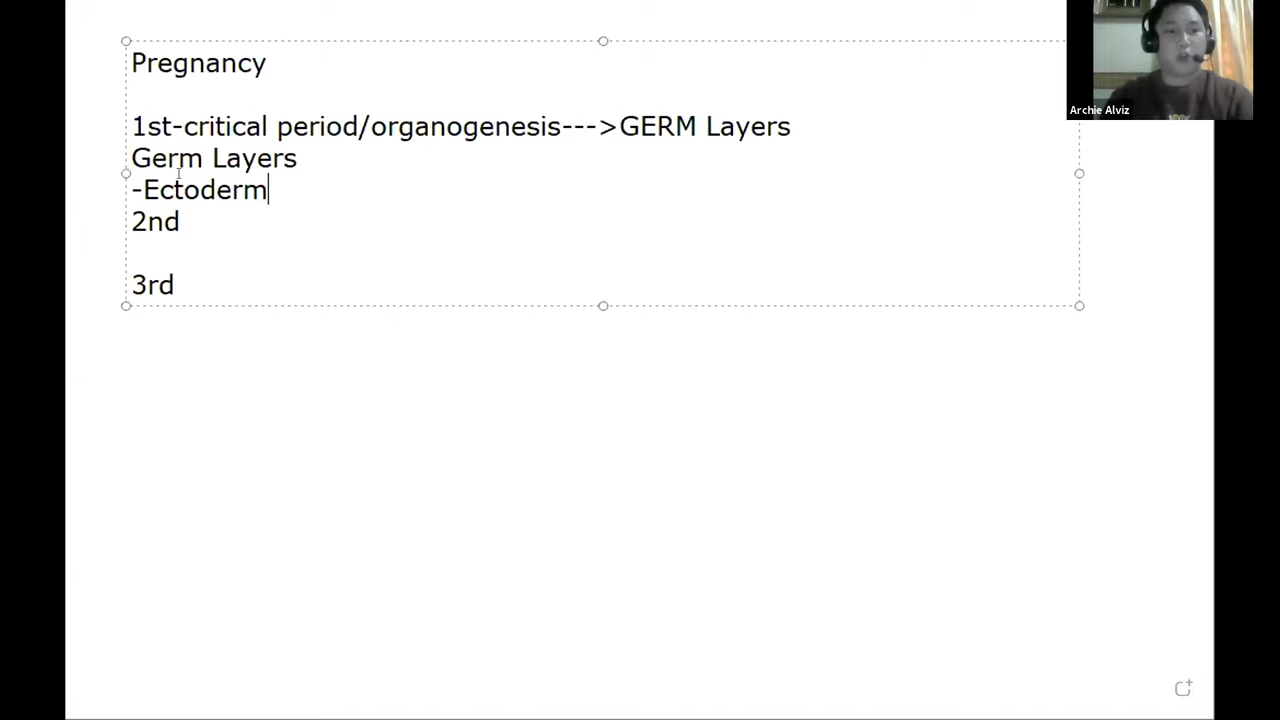 Pregnancy
1st-critical period/organogenesis--->GERM Layers
Germ Layers
-Ectoderm
2nd
3rd
Archie Alviz